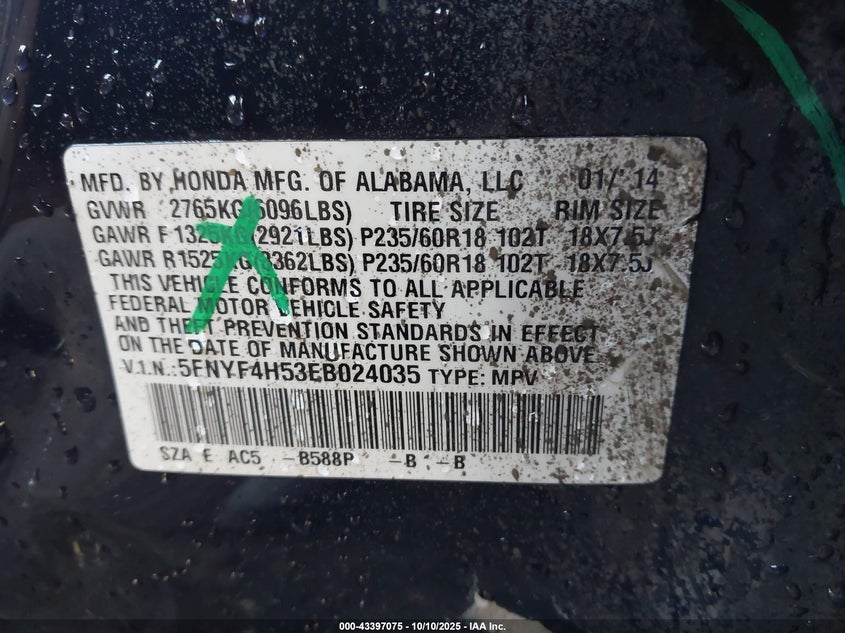 MFD. BY HONDA MFG. OF ALABAMA, LLC 01/'14
GVWR 2765KG(6096LBS) TIRE SIZE RIM SIZE
GAWR F1325KG(2921LBS) P235/60R18 102T 18X7.5J
GAWR R1525KG(3362LBS) P235/60R18 102T 18X7.5J
THIS VEHICLE CONFORMS TO ALL APPLICABLE
FEDERAL MOTOR VEHICLE SAFETY
AND THEFT PREVENTION STANDARDS IN EFFECT
ON THE DATE OF MANUFACTURE SHOWN ABOVE.
V.I.N.:5FNYF4H53EB024035 TYPE: MPV
SZA E AC5 -B588P -B -B
000-43397075 - 10/10/2025 - IAA Inc.